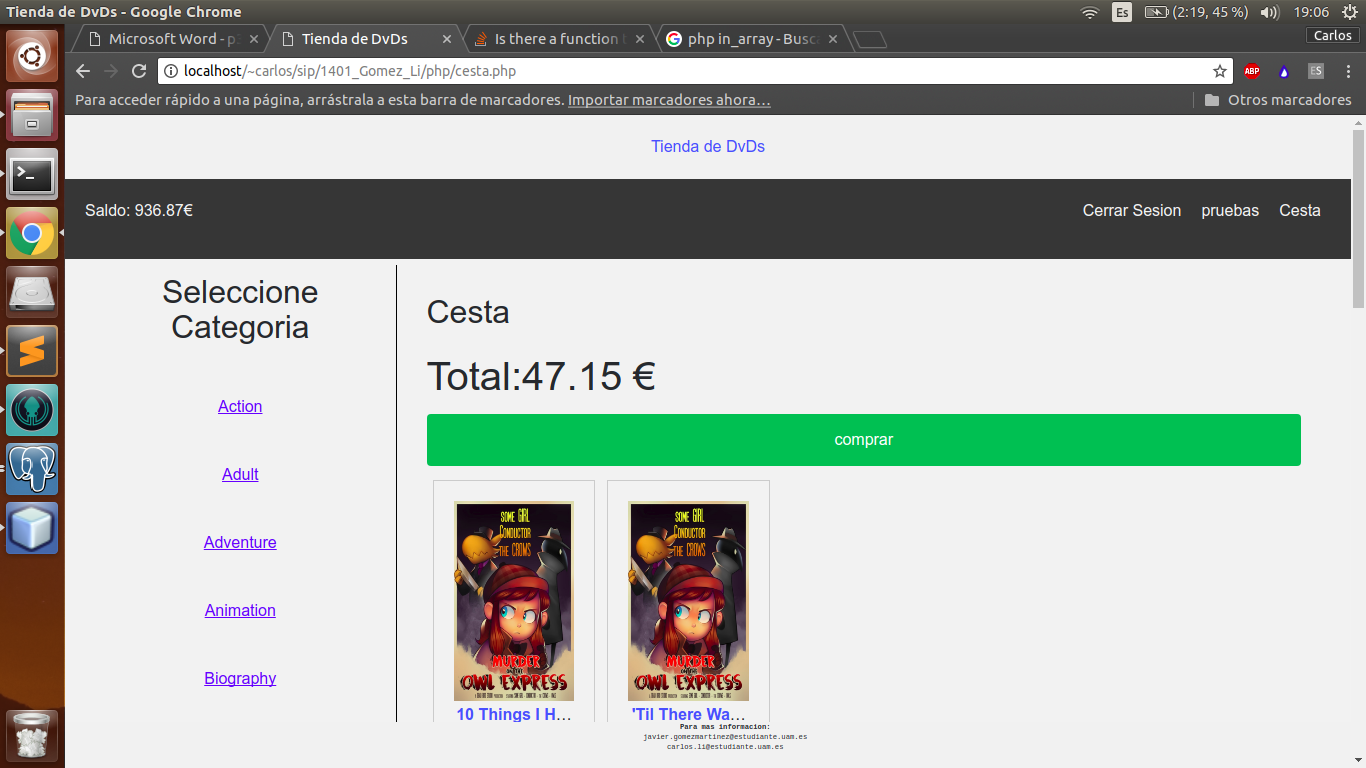 Tienda de DvDs - Google Chrome
Es
(2:19, 45 %)
19:06
Microsoft Word - p
Tienda de DvDs
Is there a function
php in_array - Busc
Carlos
localhost/~carlos/sip/1401_Gomez_Li/php/cesta.php
ABP
ES
Para acceder rápido a una página, arrástrala a esta barra de marcadores. Importar marcadores ahora…
Otros marcadores
Tienda de DvDs
Saldo: 936.87€
Cerrar Sesion
pruebas
Cesta
Seleccione
Categoria
Action
Adult
Adventure
Animation
Biography
Cesta
Total:47.15 €
comprar
SOME GIRL
CONDUCTOR
THE CROWS
MURDER
ON THE
OWL EXPRESS
10 Things I H…
SOME GIRL
CONDUCTOR
THE CROWS
MURDER
ON THE
OWL EXPRESS
'Til There Wa…
Para mas informacion:
javier.gomezmartinez@estudiante.uam.es
carlos.li@estudiante.uam.es